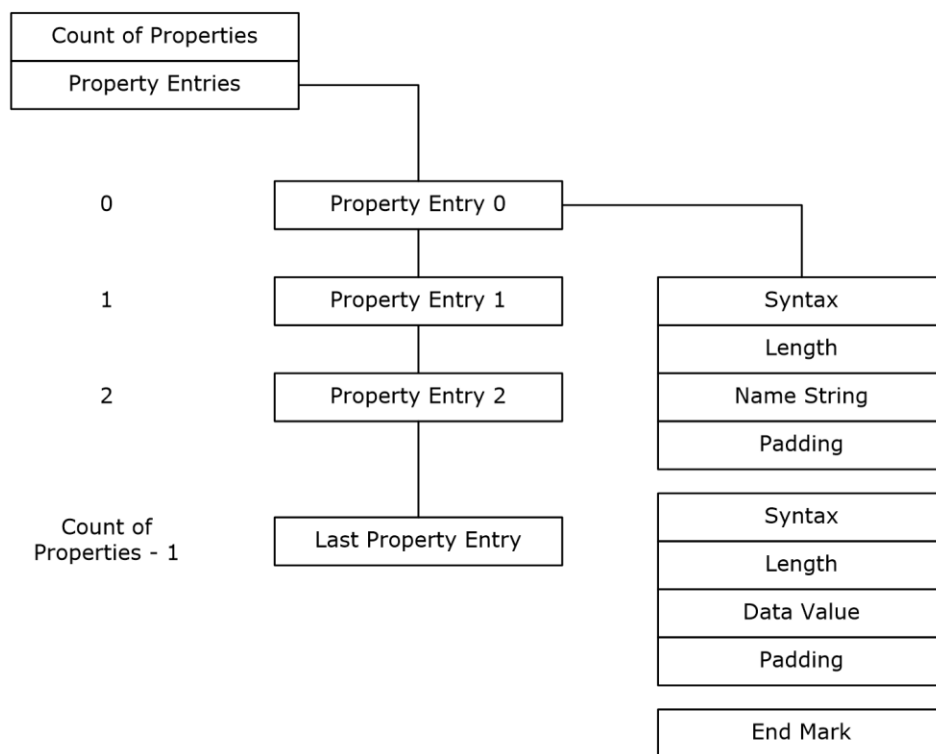 Count of Properties
Property Entries
0
Property Entry 0
1
Property Entry 1
Syntax
Length
2
Property Entry 2
Name String
Padding
Count of
Properties - 1
Last Property Entry
Syntax
Length
Data Value
Padding
End Mark